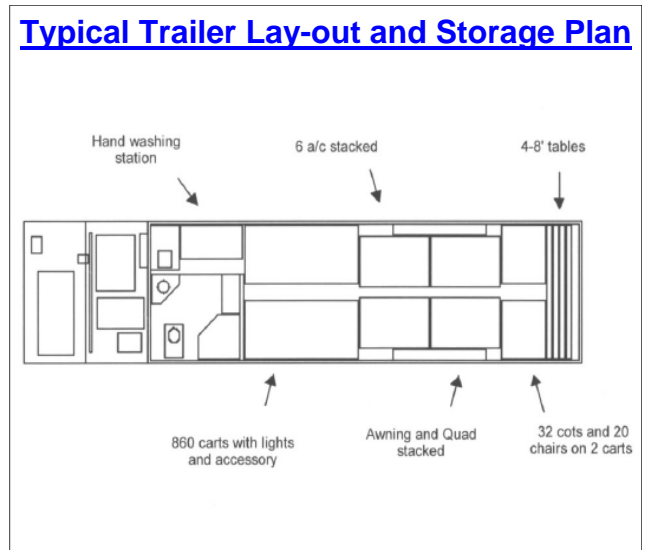 Typical Trailer Lay-out and Storage Plan
Hand washing
station
6 a/c stacked
4-8' tables
860 carts with lights
and accessory
Awning and Quad
stacked
32 cots and 20
chairs on 2 carts